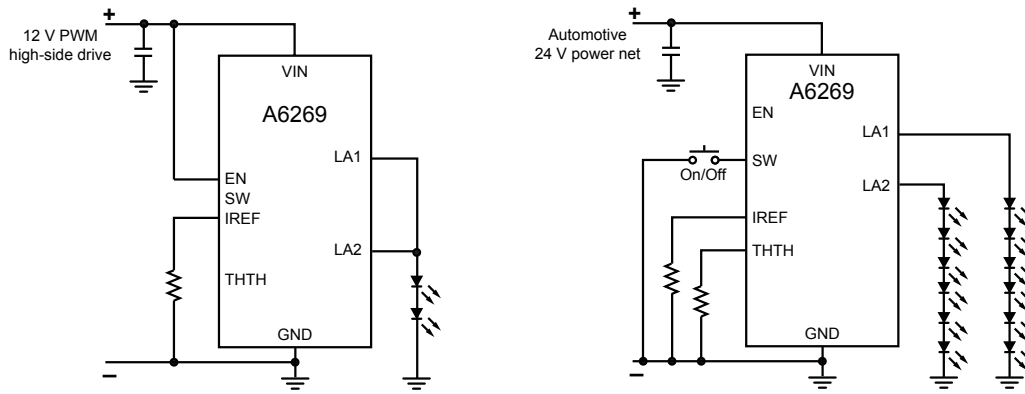 +
12 V PWM
high-side drive
VIN
A6269
LA1
EN
SW
IREF
LA2
THTH
GND
–
+
Automotive
24 V power net
VIN
A6269
EN
LA1
SW
On/Off
LA2
IREF
THTH
GND
–